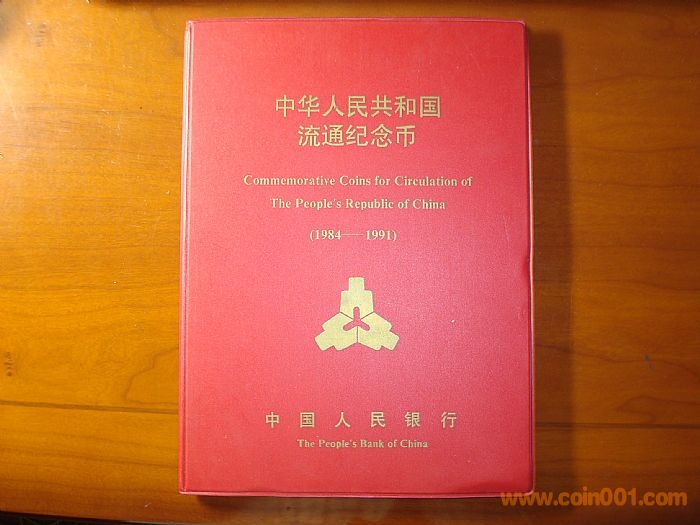 中华人民共和国
流通纪念币
Commemorative Coins for Circulation of
The People's Republic of China
(1984——1991)
中国人民银行
The People's Bank of China
www.coin001.com